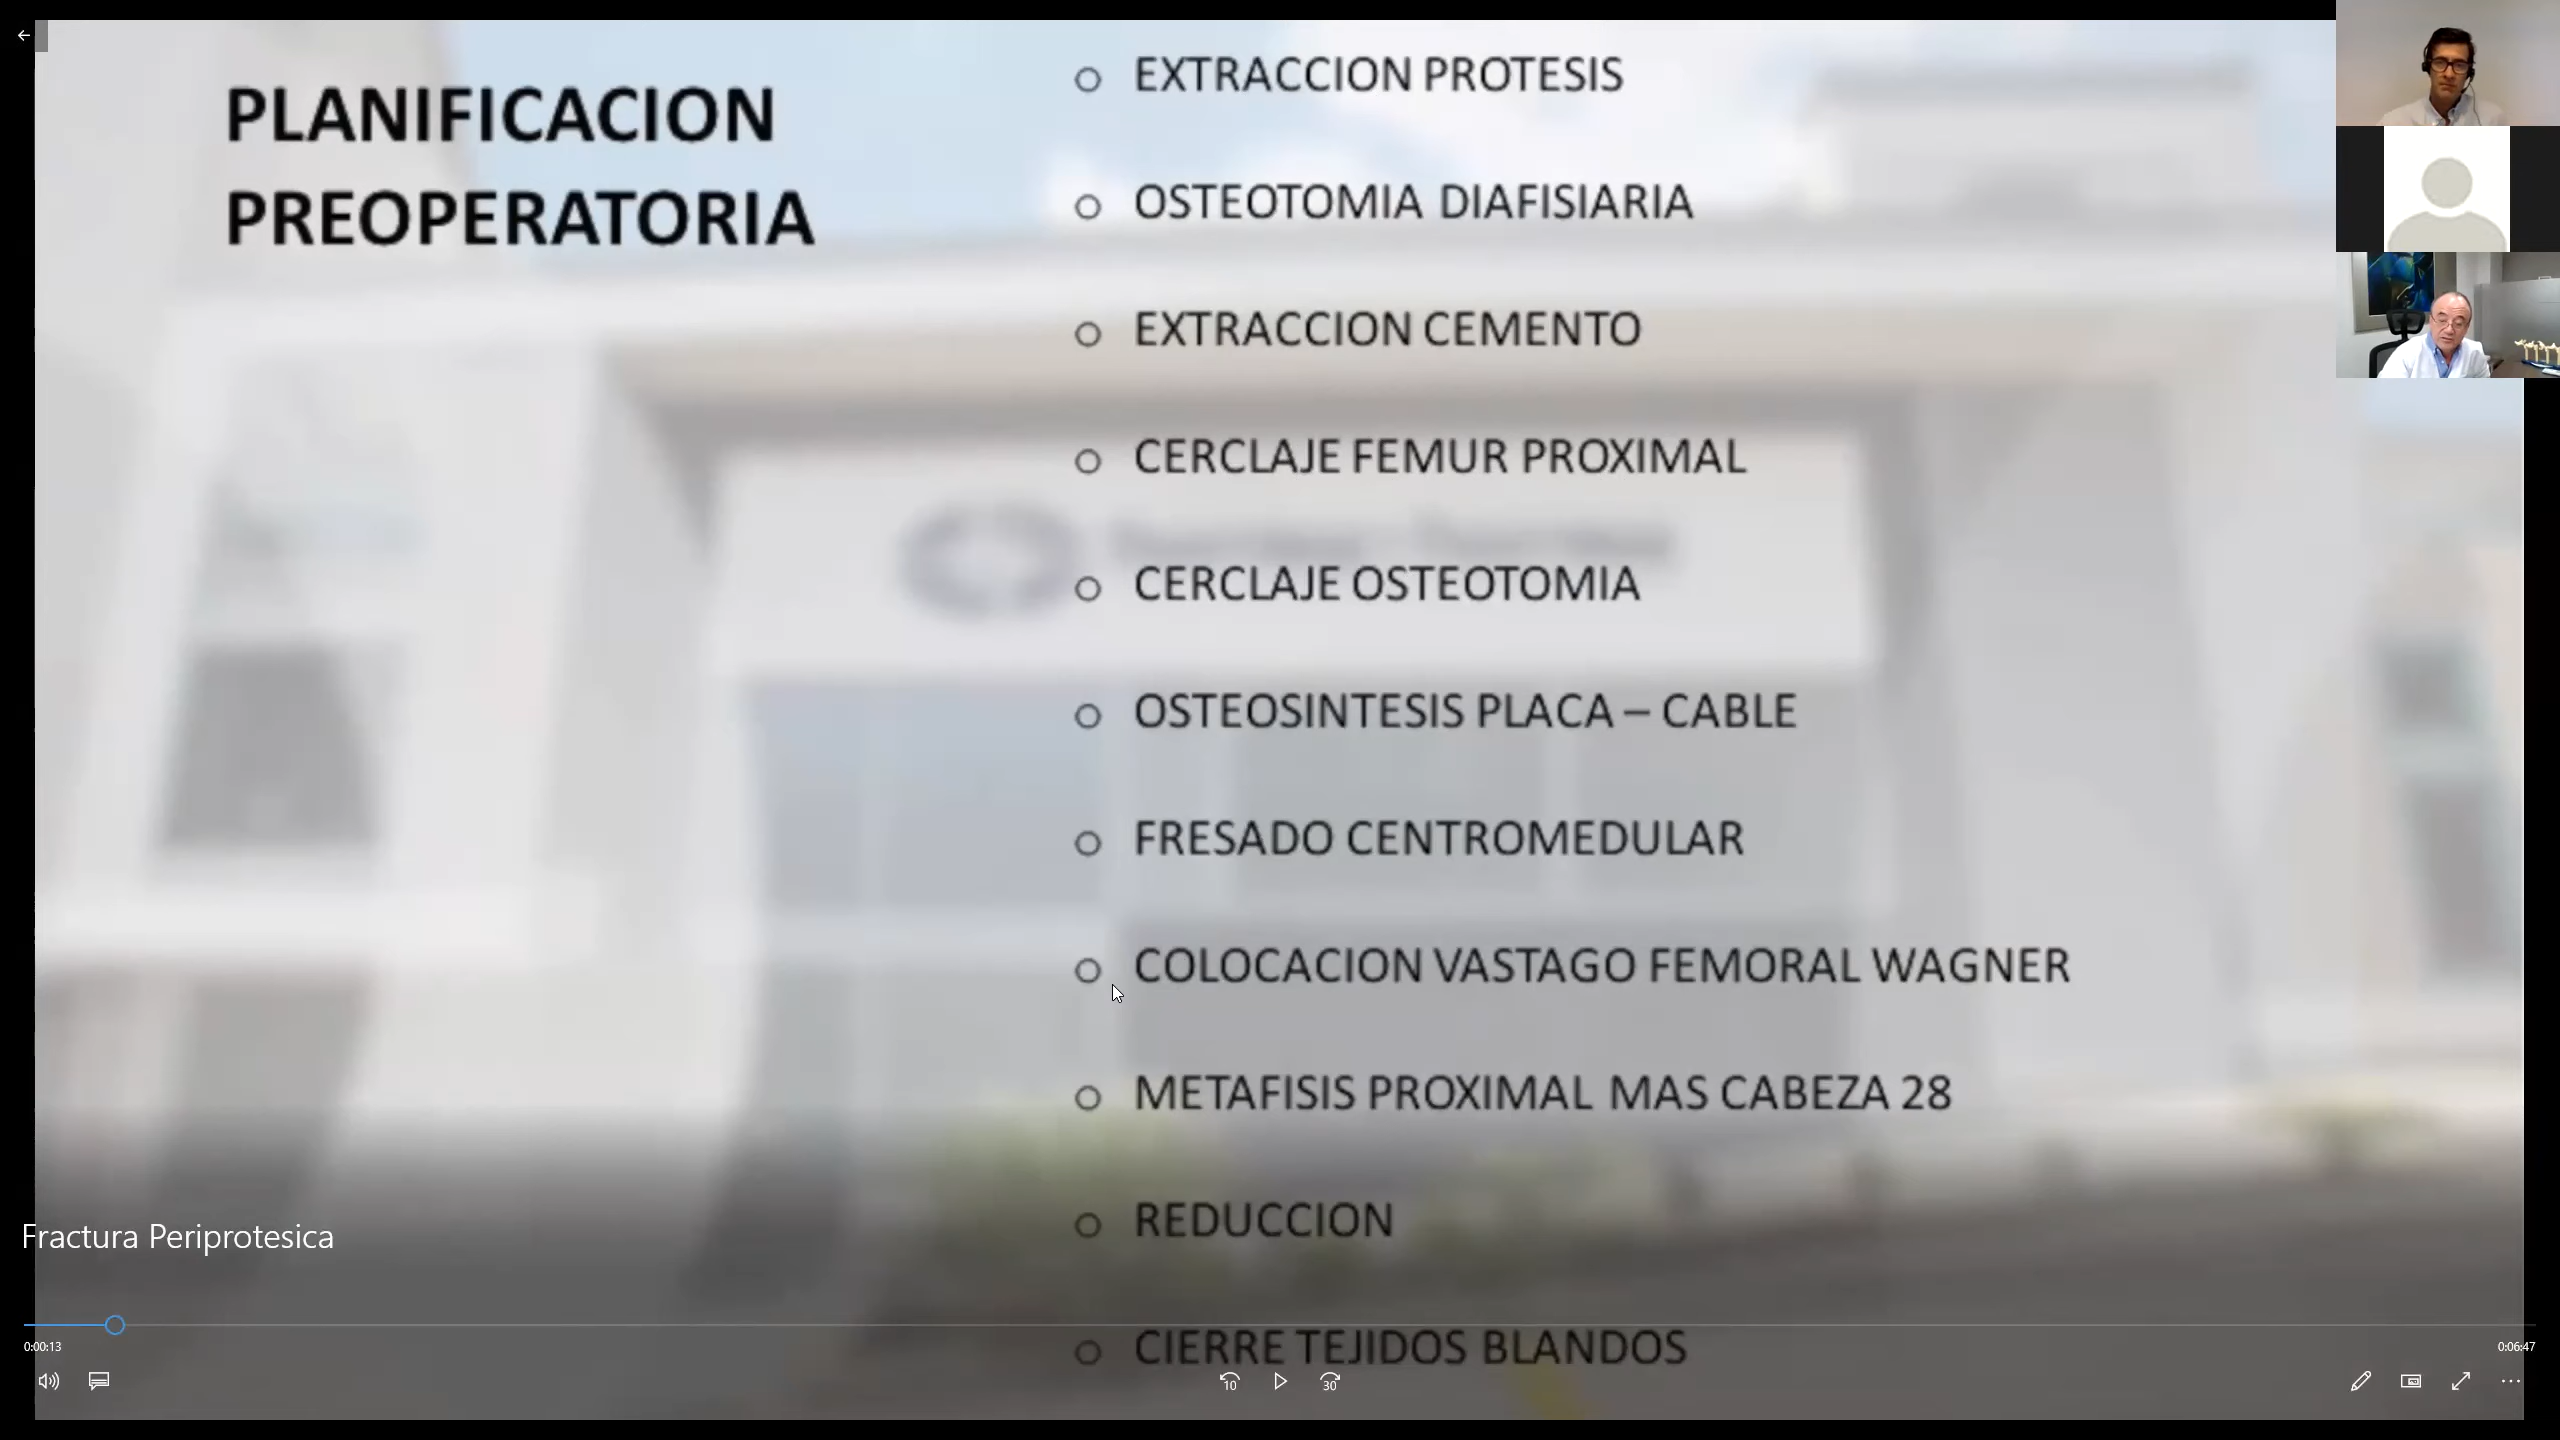 PLANIFICACION
PREOPERATORIA
EXTRACCION PROTESIS
OSTEOTOMIA DIAFISIARIA
EXTRACCION CEMENTO
CERCLAJE FEMUR PROXIMAL
CERCLAJE OSTEOTOMIA
OSTEOSINTESIS PLACA – CABLE
FRESADO CENTROMEDULAR
COLOCACION VASTAGO FEMORAL WAGNER
METAFISIS PROXIMAL MAS CABEZA 28
REDUCCION
CIERRE TEJIDOS BLANDOS
Fractura Periprotesica
0:00:13
0:06:47
10
30